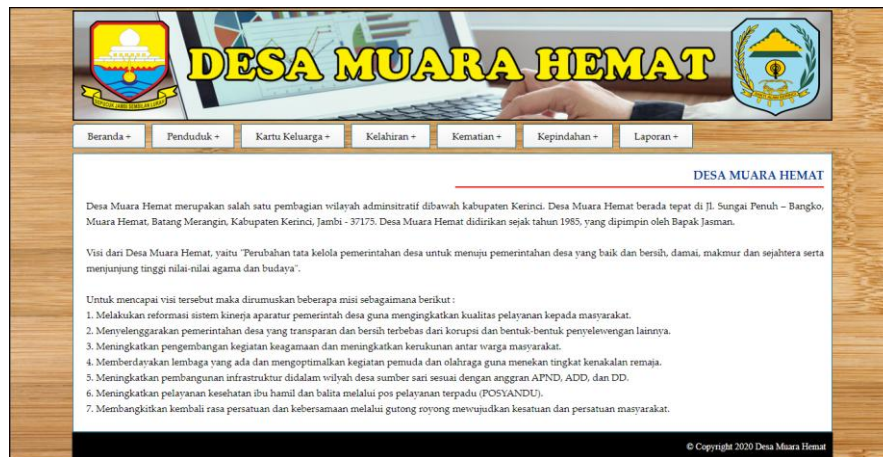 DESA MUARA HEMAT
Beranda +
Penduduk +
Kartu Keluarga +
Kelahiran +
Kematian +
Kepindahan +
Laporan +
DESA MUARA HEMAT
Desa Muara Hemat merupakan salah satu pembagian wilayah adminsitratif dibawah kabupaten Kerinci. Desa Muara Hemat berada tepat di Jl. Sungai Penuh – Bangko,
Muara Hemat, Batang Merangin, Kabupaten Kerinci, Jambi - 37175. Desa Muara Hemat didirikan sejak tahun 1985, yang dipimpin oleh Bapak Jasman.
Visi dari Desa Muara Hemat, yaitu "Perubahan tata kelola pemerintahan desa untuk menuju pemerintahan desa yang baik dan bersih, damai, makmur dan sejahtera serta
menjunjung tinggi nilai-nilai agama dan budaya".
Untuk mencapai visi tersebut maka dirumuskan beberapa misi sebagaimana berikut :
1. Melakukan reformasi sistem kinerja aparatur pemerintah desa guna mengingkatkan kualitas pelayanan kepada masyarakat.
2. Menyelenggarakan pemerintahan desa yang transparan dan bersih terbebas dari korupsi dan bentuk-bentuk penyelewengan lainnya.
3. Meningkatkan pengembangan kegiatan keagamaan dan meningkatkan kerukunan antar warga masyarakat.
4. Memberdayakan lembaga yang ada dan mengoptimalkan kegiatan pemuda dan olahraga guna menekan tingkat kenakalan remaja.
5. Meningkatkan pembangunan infrastruktur didalam wilyah desa sumber sari sesuai dengan anggran APND, ADD, dan DD.
6. Meningkatkan pelayanan kesehatan ibu hamil dan balita melalui pos pelayanan terpadu (POSYANDU).
7. Membangkitkan kembali rasa persatuan dan kebersamaan melalui gutong royong mewujudkan kesatuan dan persatuan masyarakat.
© Copyright 2020 Desa Muara Hemat